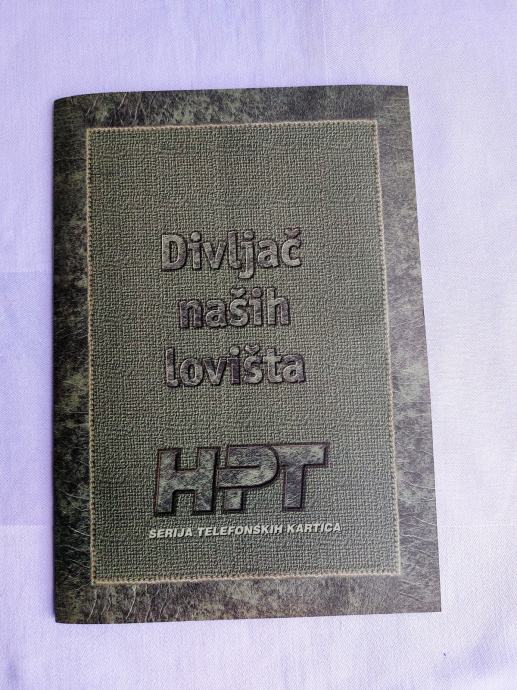 Divljač
naših
lovišta
HPT
SERIJA TELEFONSKIH KARTICA